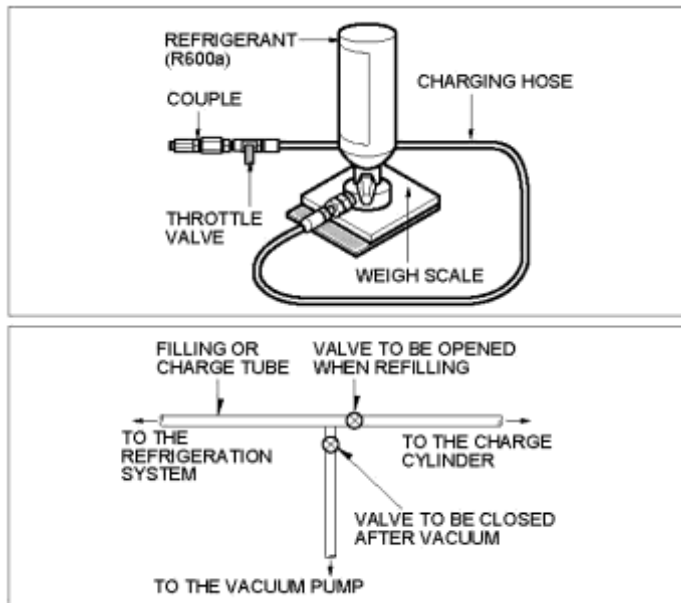 REFRIGERANT
(R600a)
COUPLE
CHARGING HOSE
THROTTLE
VALVE
WEIGH SCALE
FILLING OR
CHARGE TUBE
VALVE TO BE OPENED
WHEN REFILLING
TO THE
REFRIGERATION
SYSTEM
TO THE CHARGE
CYLINDER
VALVE TO BE CLOSED
AFTER VACUUM
TO THE VACUUM PUMP